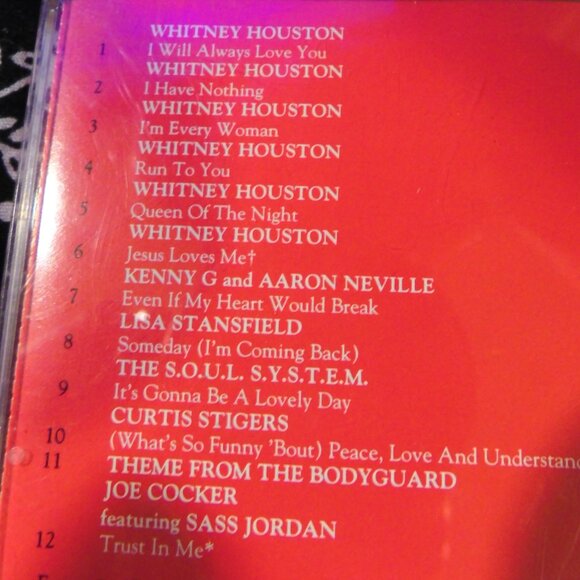 WHITNEY HOUSTON
1 I Will Always Love You
WHITNEY HOUSTON
2 I Have Nothing
WHITNEY HOUSTON
3 I'm Every Woman
WHITNEY HOUSTON
4 Run To You
WHITNEY HOUSTON
5 Queen Of The Night
WHITNEY HOUSTON
6 Jesus Loves Me†
KENNY G and AARON NEVILLE
7 Even If My Heart Would Break
LISA STANSFIELD
8 Someday (I'm Coming Back)
THE S.O.U.L. S.Y.S.T.E.M.
9 It's Gonna Be A Lovely Day
CURTIS STIGERS
10 (What's So Funny 'Bout) Peace, Love And Understand
11 THEME FROM THE BODYGUARD
JOE COCKER
featuring SASS JORDAN
12 Trust In Me*